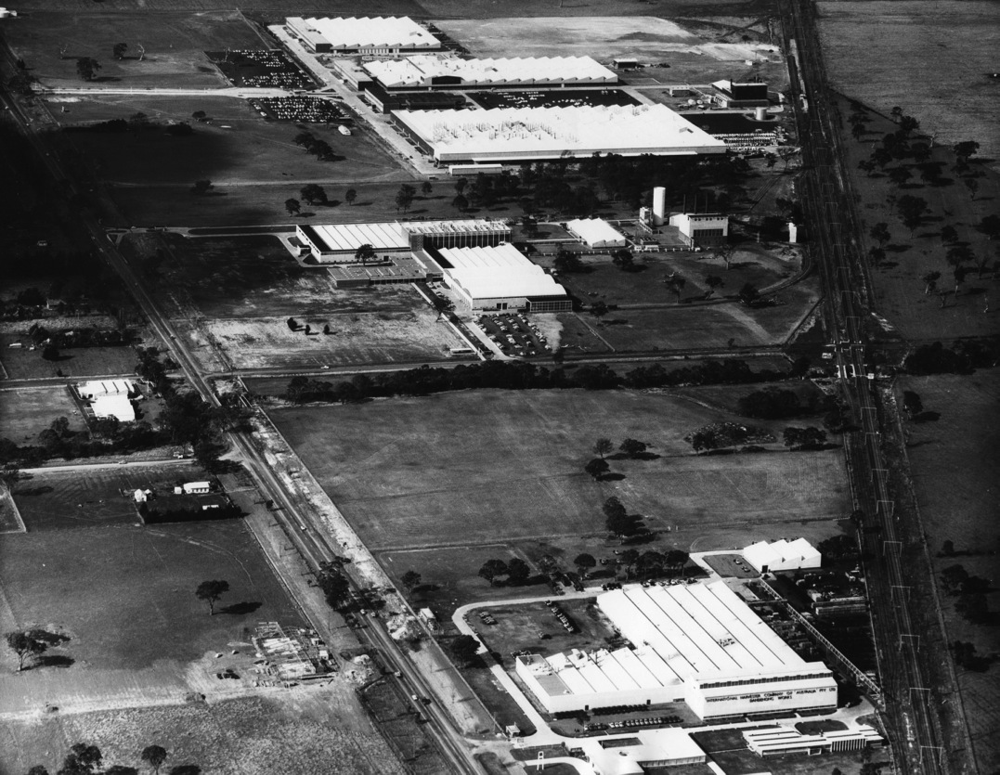 INTERNATIONAL HARVESTER COMPANY OF AUSTRALIA PTY LTD
DANDENONG WORKS